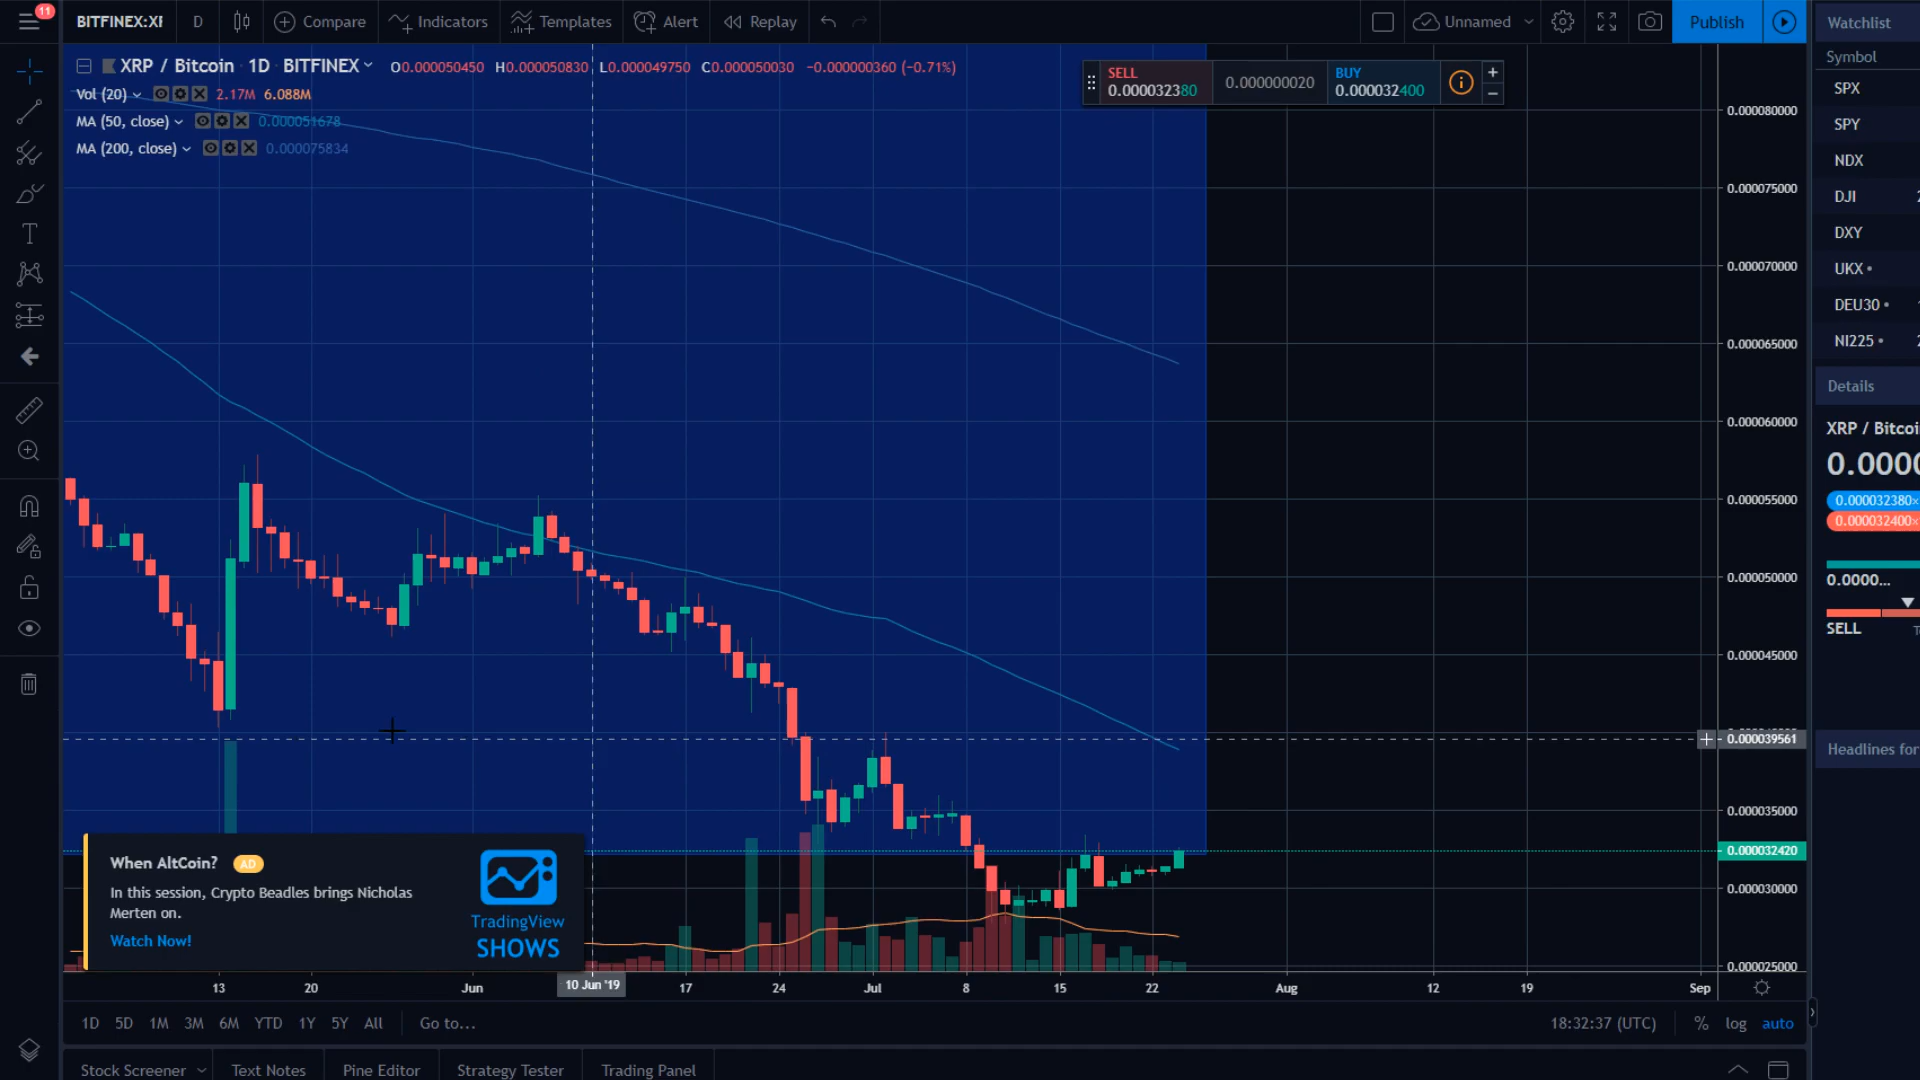 11
BITFINEX:XI
D
Compare
Indicators
Templates
Alert
Replay
Unnamed
Publish
XRP / Bitcoin 1D BITFINEX
O0.000050450 H0.000050830 L0.000049750 C0.000050030 −0.000000360 (−0.71%)
Vol (20) 2.17M 6.088M
MA (50, close) 0.000051678
MA (200, close) 0.000075834
SELL
0.000032380
0.000000020
BUY
0.000032400
0.000080000
0.000075000
0.000070000
0.000065000
0.000060000
0.000055000
0.000050000
0.000045000
0.000039561
0.000035000
0.000032420
0.000030000
0.000025000
When AltCoin? AD
In this session, Crypto Beadles brings Nicholas
Merten on.
Watch Now!
TradingView
SHOWS
13 20 Jun 10 Jun '19 17 24 Jul 8 15 22 Aug 12 19 Sep
1D 5D 1M 3M 6M YTD 1Y 5Y All Go to...
18:32:37 (UTC) % log auto
Stock Screener Text Notes Pine Editor Strategy Tester Trading Panel
Watchlist
Symbol
SPX
SPY
NDX
DJI
DXY
UKX
DEU30
NI225
Details
XRP / Bitcoi
0.000
0.000032380×
0.000032400×
0.0000...
SELL
Headlines for